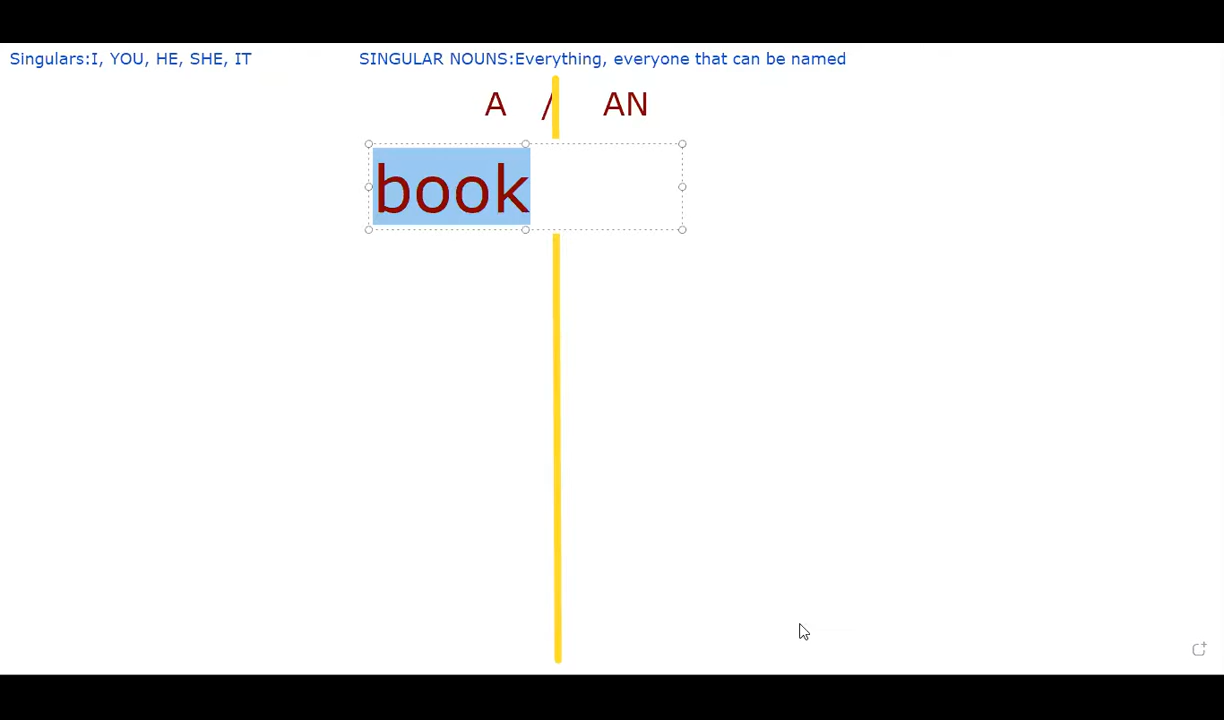 Singulars:I, YOU, HE, SHE, IT
SINGULAR NOUNS:Everything, everyone that can be named
A / AN
book